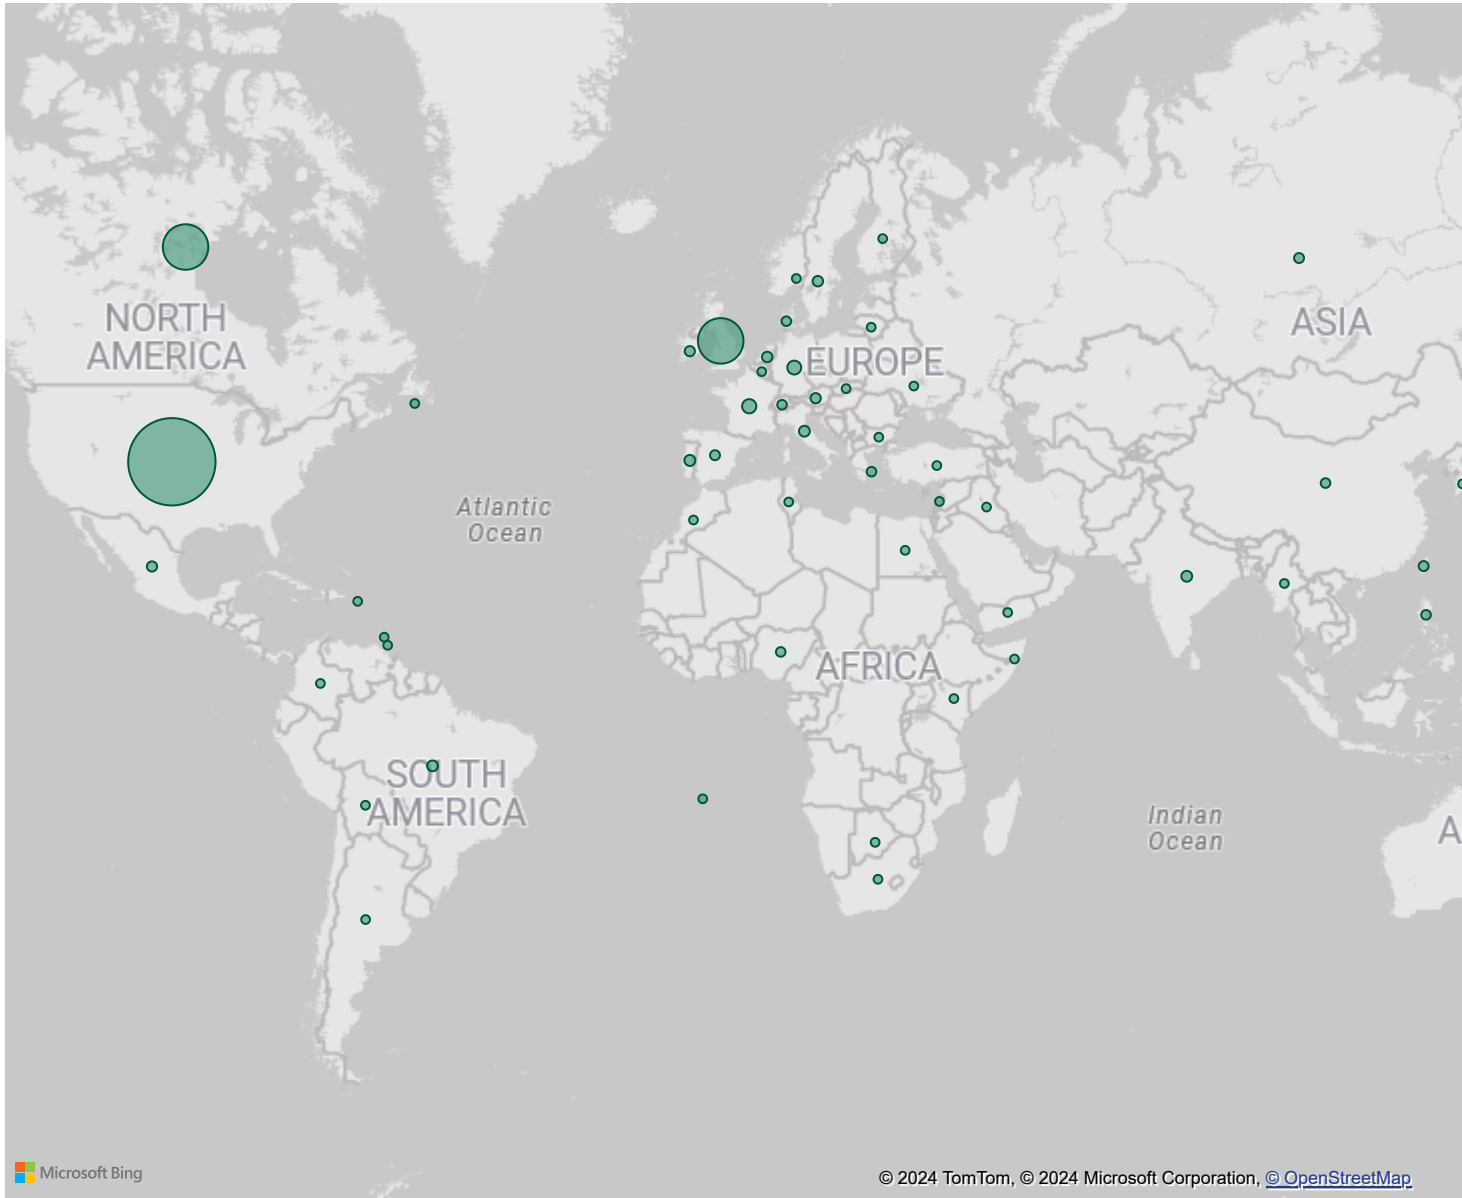 NORTH
AMERICA
EUROPE
ASIA
Atlantic
Ocean
AFRICA
SOUTH
AMERICA
Indian
Ocean
A
Microsoft Bing
© 2024 TomTom, © 2024 Microsoft Corporation, © OpenStreetMap